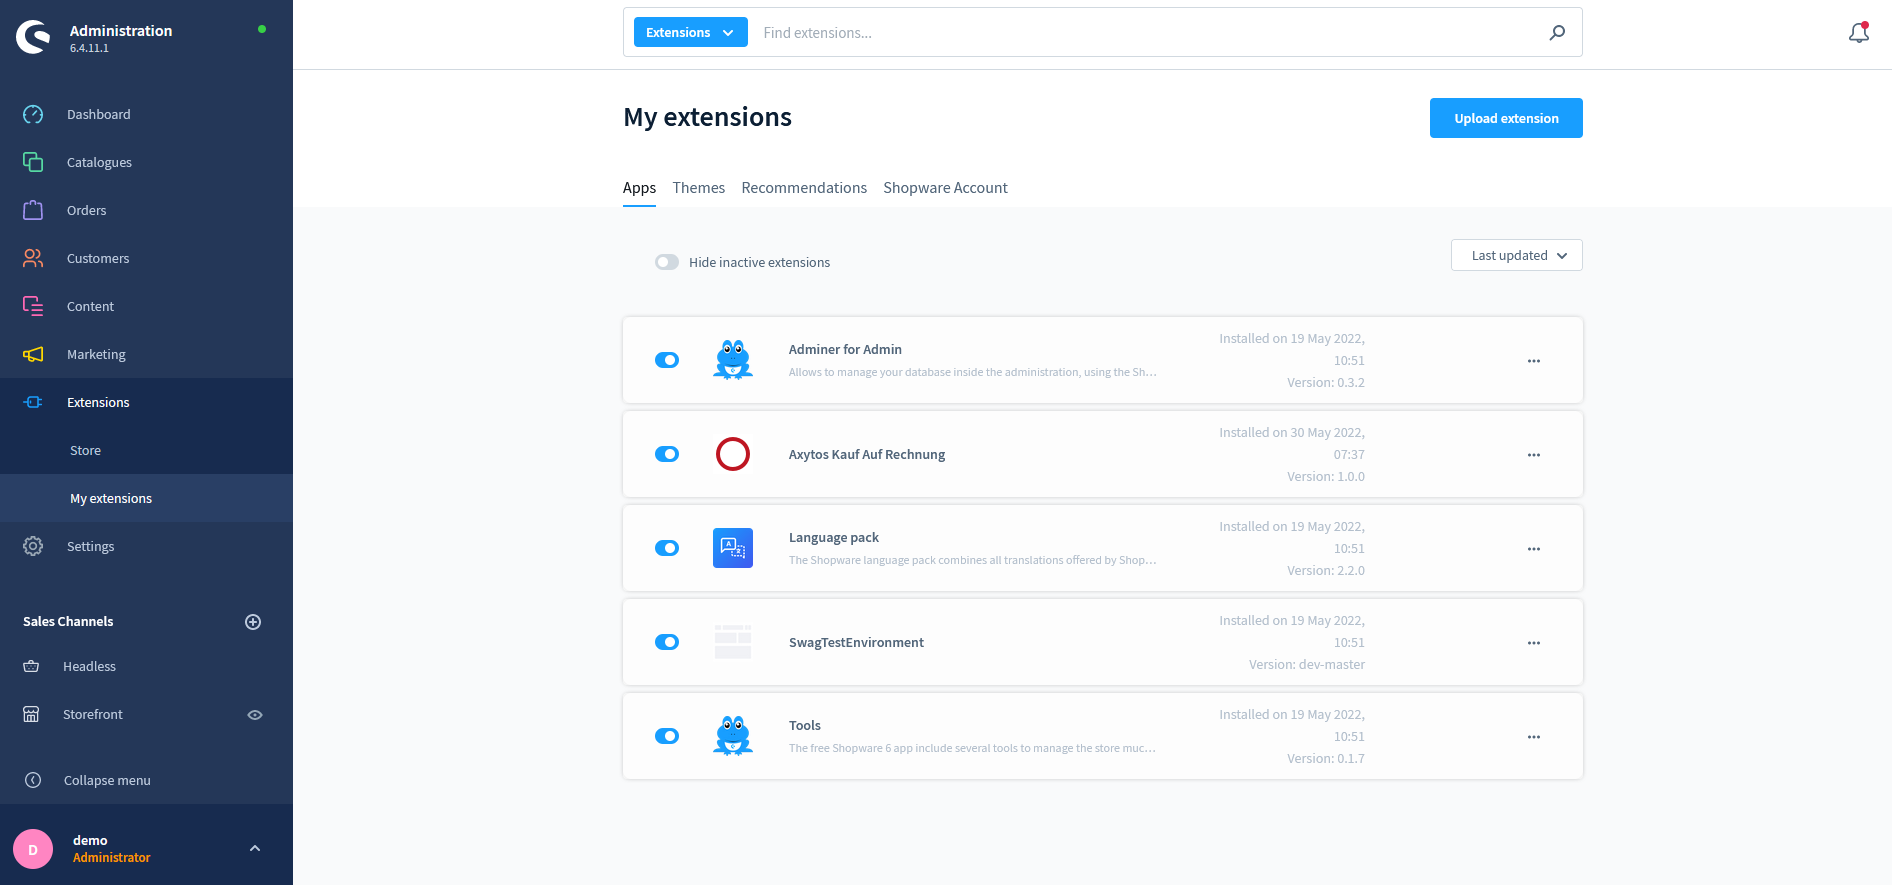 Administration
6.4.11.1
Dashboard
Catalogues
Orders
Customers
Content
Marketing
Extensions
Store
My extensions
Settings
Sales Channels
Headless
Storefront
Collapse menu
D
demo
Administrator
Extensions
Find extensions...
My extensions
Upload extension
Apps Themes Recommendations Shopware Account
Hide inactive extensions
Last updated
Adminer for Admin
Allows to manage your database inside the administration, using the Sh...
Installed on 19 May 2022,
10:51
Version: 0.3.2
Axytos Kauf Auf Rechnung
Installed on 30 May 2022,
07:37
Version: 1.0.0
A
Language pack
The Shopware language pack combines all translations offered by Shop...
Installed on 19 May 2022,
10:51
Version: 2.2.0
SwagTestEnvironment
Installed on 19 May 2022,
10:51
Version: dev-master
Tools
The free Shopware 6 app include several tools to manage the store muc...
Installed on 19 May 2022,
10:51
Version: 0.1.7